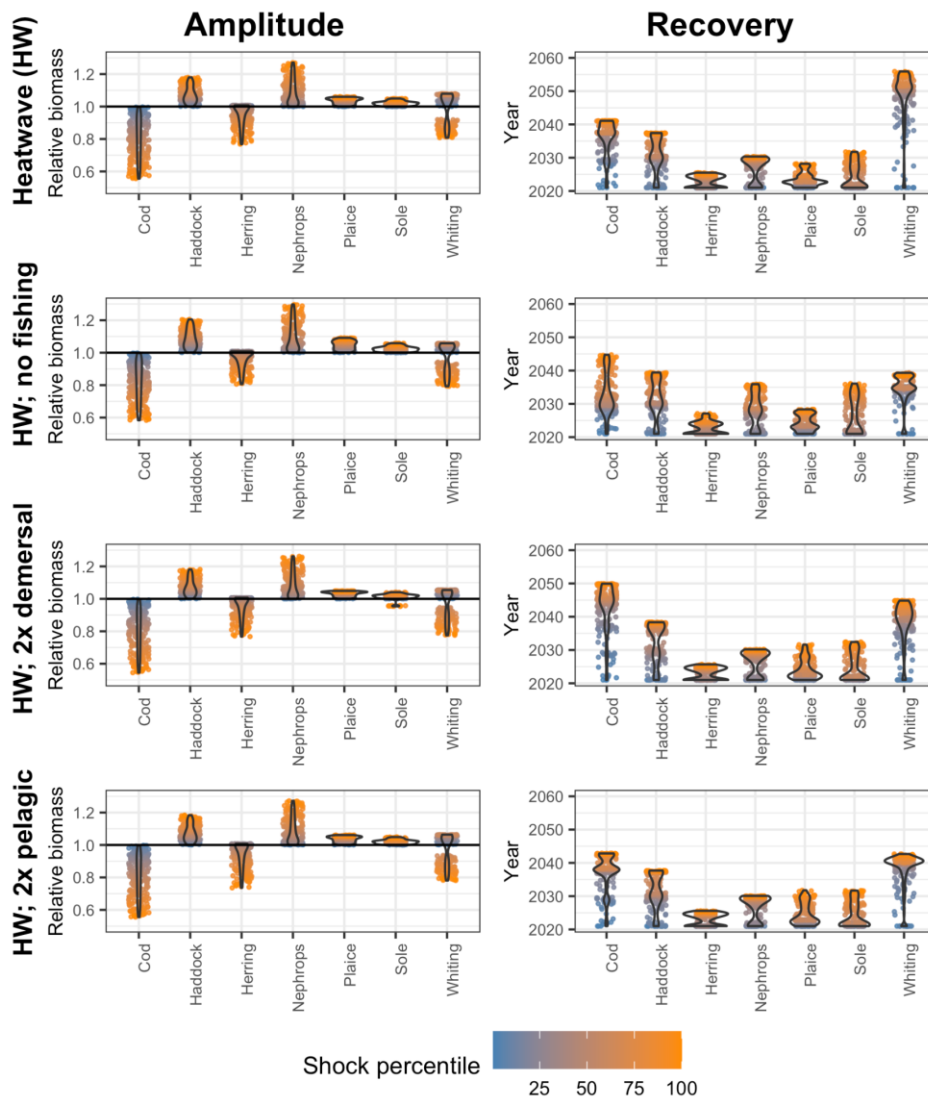 Amplitude
Recovery
Heatwave (HW)
Relative biomass
1.2
1.0
0.8
0.6
Cod
Haddock
Herring
Nephrops
Plaice
Sole
Whiting
Year
2060
2050
2040
2030
2020
Cod
Haddock
Herring
Nephrops
Plaice
Sole
Whiting
HW; no fishing
Relative biomass
1.2
1.0
0.8
0.6
Cod
Haddock
Herring
Nephrops
Plaice
Sole
Whiting
Year
2060
2050
2040
2030
2020
Cod
Haddock
Herring
Nephrops
Plaice
Sole
Whiting
HW; 2x demersal
Relative biomass
1.2
1.0
0.8
0.6
Cod
Haddock
Herring
Nephrops
Plaice
Sole
Whiting
Year
2060
2050
2040
2030
2020
Cod
Haddock
Herring
Nephrops
Plaice
Sole
Whiting
HW; 2x pelagic
Relative biomass
1.2
1.0
0.8
0.6
Cod
Haddock
Herring
Nephrops
Plaice
Sole
Whiting
Year
2060
2050
2040
2030
2020
Cod
Haddock
Herring
Nephrops
Plaice
Sole
Whiting
Shock percentile
25 50 75 100